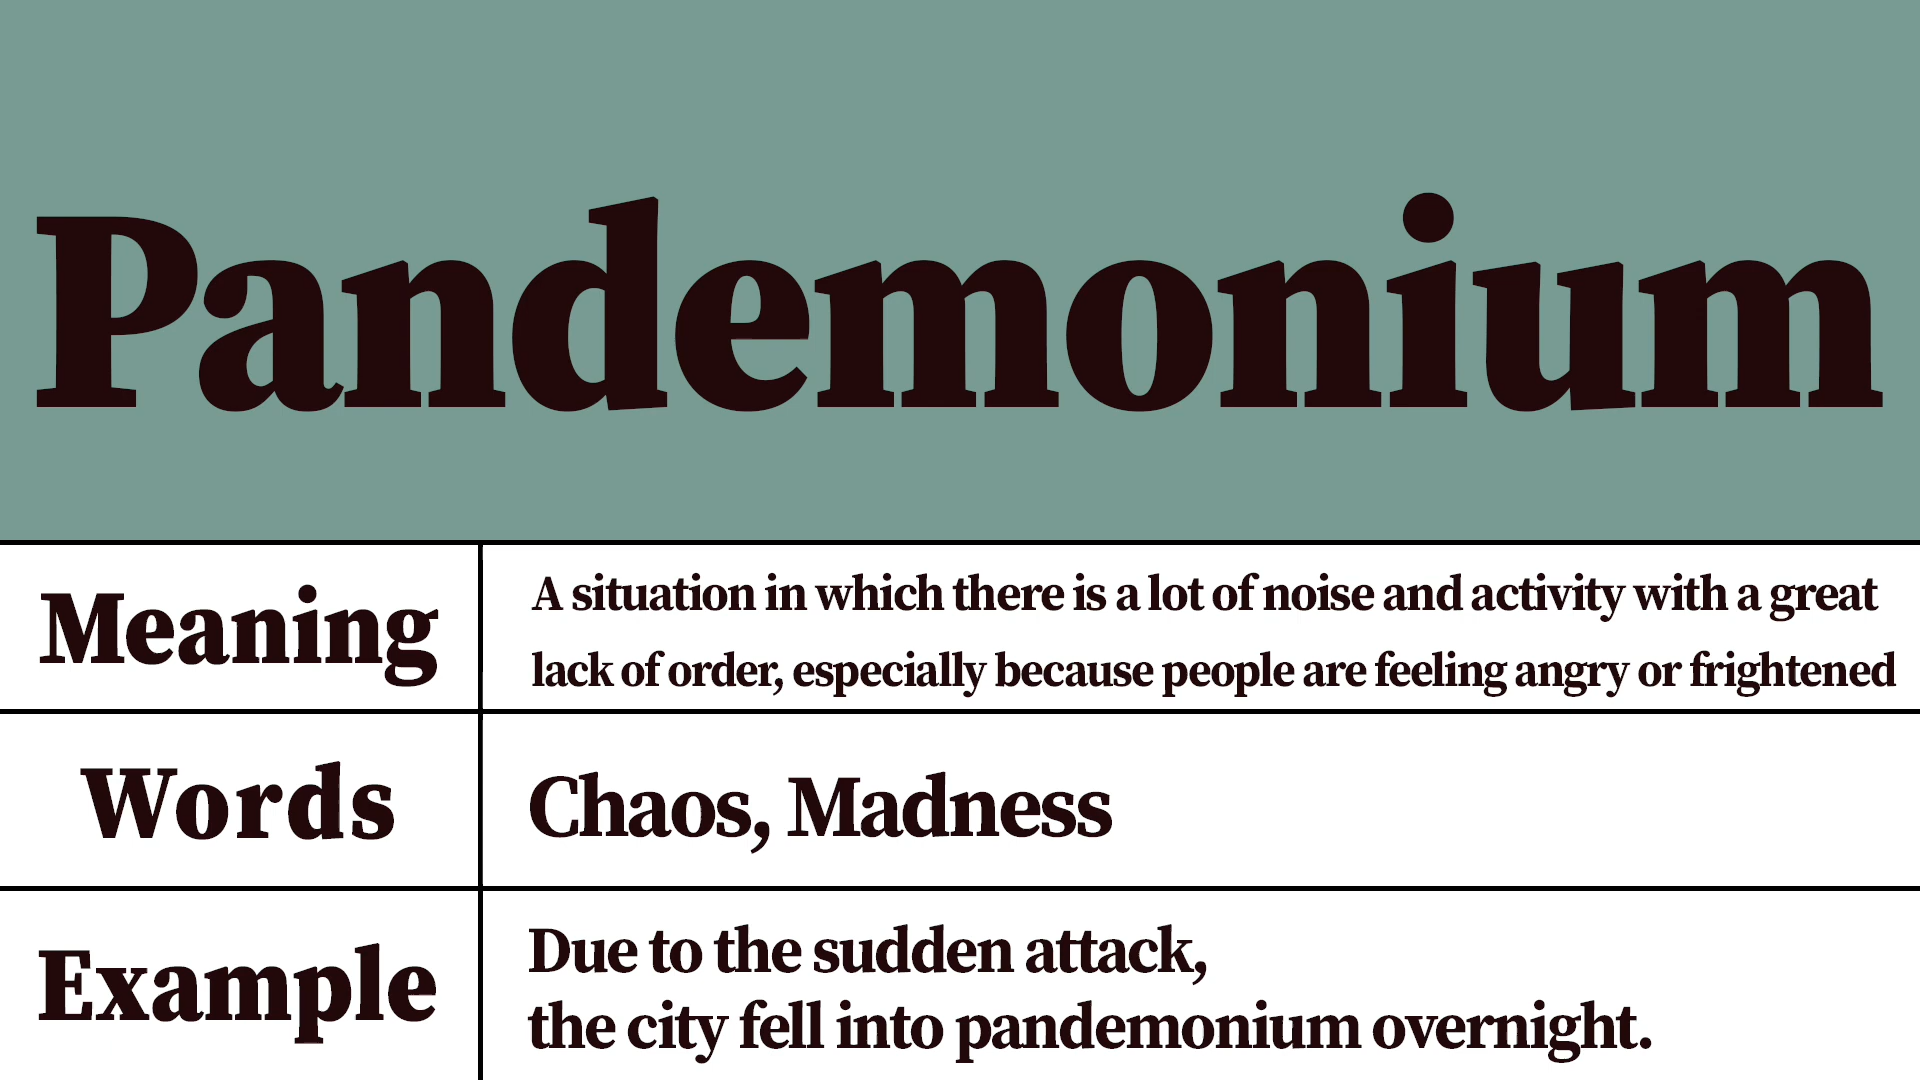 Pandemonium
Meaning
A situation in which there is a lot of noise and activity with a great
lack of order, especially because people are feeling angry or frightened
Words
Chaos, Madness
Example
Due to the sudden attack,
the city fell into pandemonium overnight.